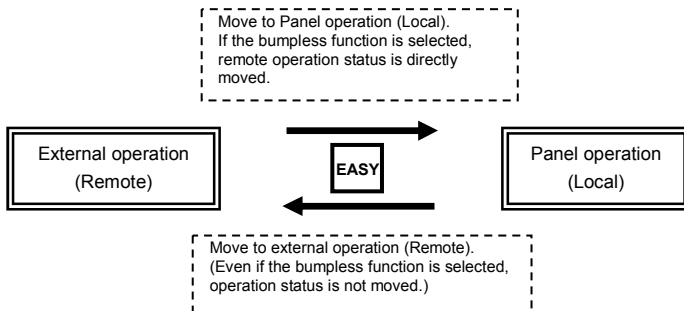 Move to Panel operation (Local).
If the bumpless function is selected,
remote operation status is directly
moved.
External operation
(Remote)
EASY
Panel operation
(Local)
Move to external operation (Remote).
(Even if the bumpless function is selected,
operation status is not moved.)